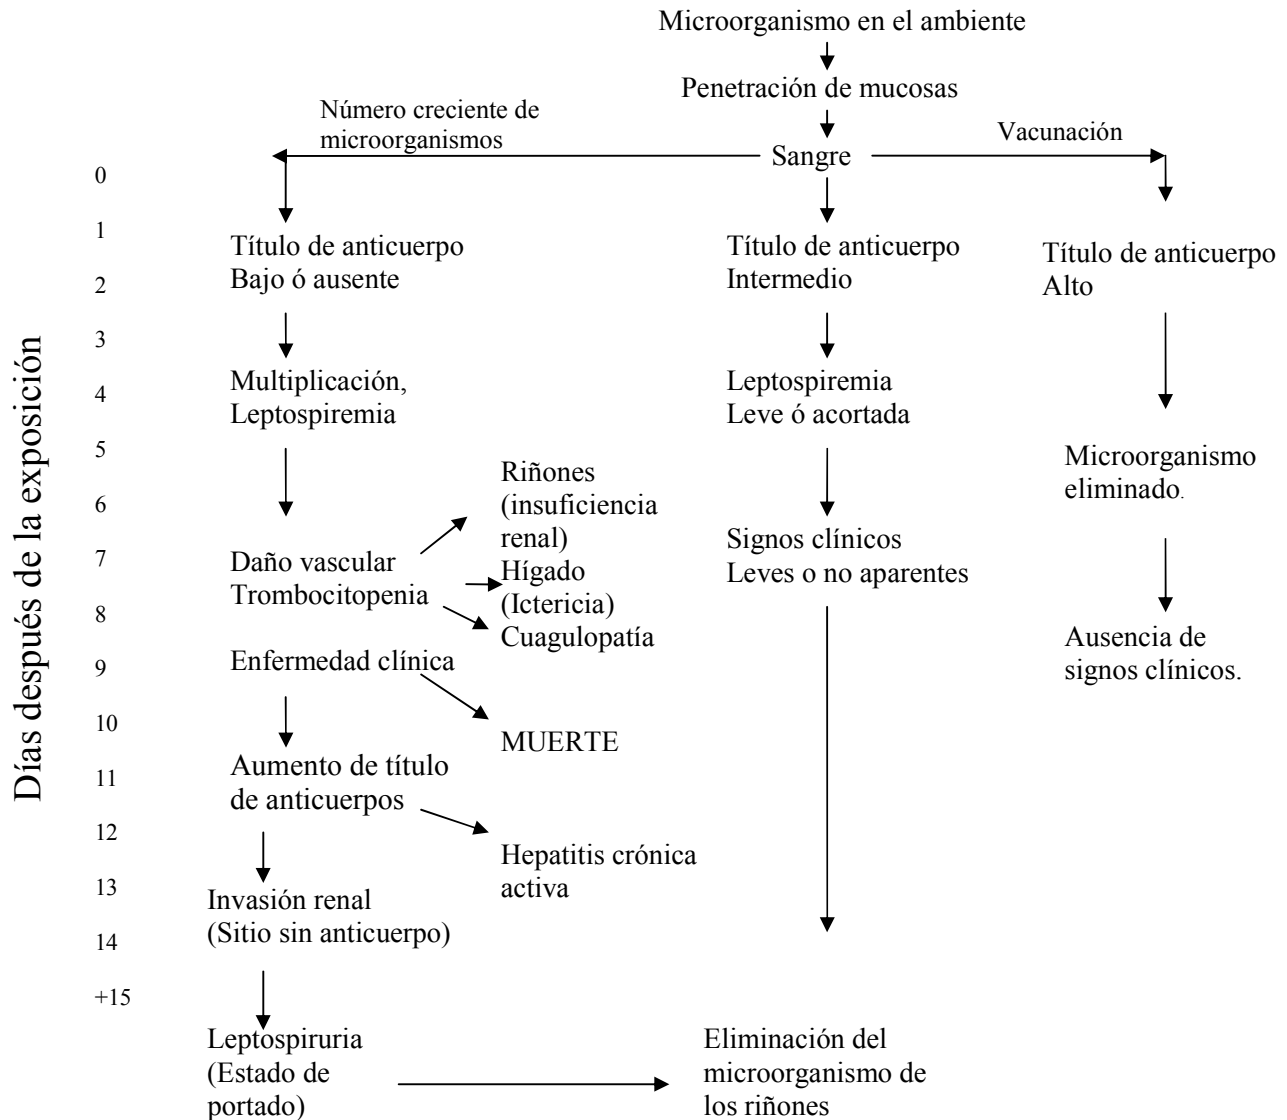 Microorganismo en el ambiente
Penetración de mucosas
Número creciente de
microorganismos
Vacunación
Sangre
Días después de la exposición
0
1
2
3
4
5
6
7
8
9
10
11
12
13
14
+15
Título de anticuerpo
Bajo ó ausente
Multiplicación,
Leptospiremia
Daño vascular
Trombocitopenia
Riñones
(insuficiencia
renal)
Hígado
(Ictericia)
Cuagulopatía
Enfermedad clínica
MUERTE
Aumento de título
de anticuerpos
Hepatitis crónica
activa
Invasión renal
(Sitio sin anticuerpo)
Leptospiruria
(Estado de
portado)
Título de anticuerpo
Intermedio
Leptospiremia
Leve ó acortada
Signos clínicos
Leves o no aparentes
Eliminación del
microorganismo de
los riñones
Título de anticuerpo
Alto
Microorganismo
eliminado.
Ausencia de
signos clínicos.